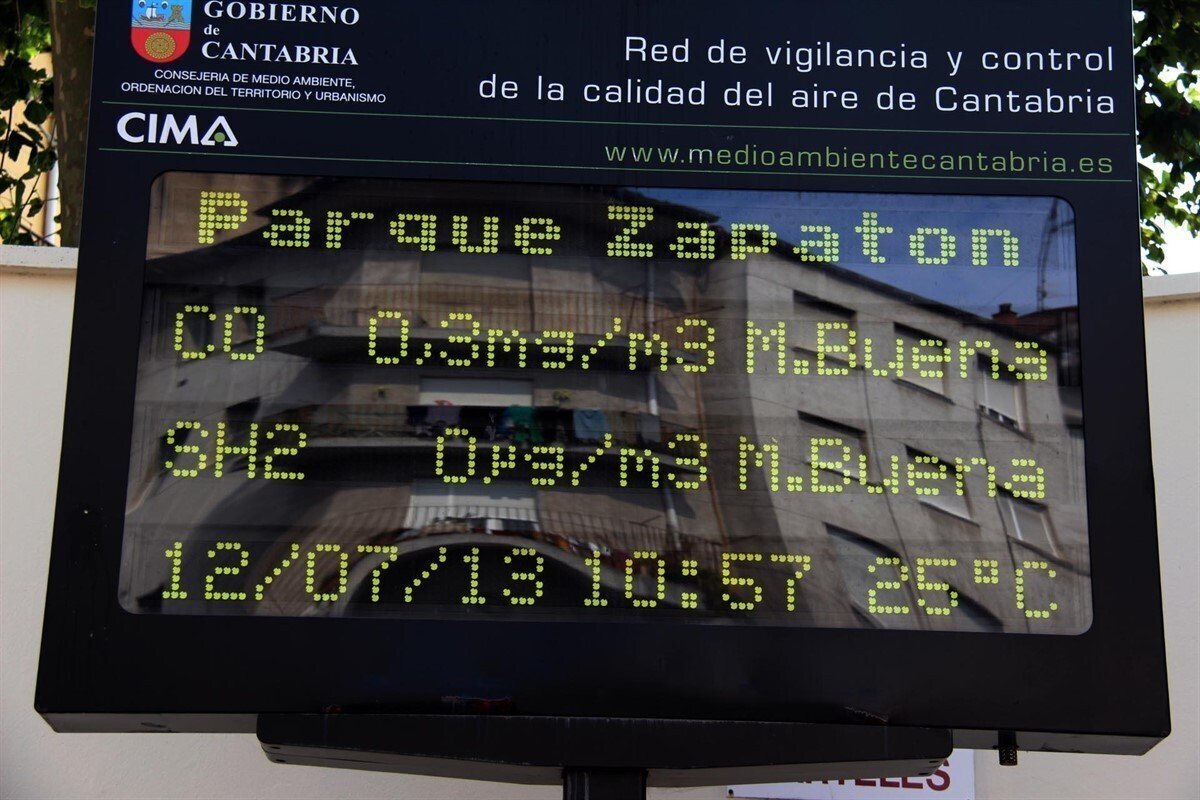 GOBIERNO
de
CANTABRIA
CONSEJERIA DE MEDIO AMBIENTE,
ORDENACION DEL TERRITORIO Y URBANISMO
Red de vigilancia y control
de la calidad del aire de Cantabria
CIMA
www.medioambientecantabria.es
Parque Zapaton
CO 0,3mg/m3 M.Buena
SH2 0µg/m3 M.Buena
12/07/13 10:57 26ºC